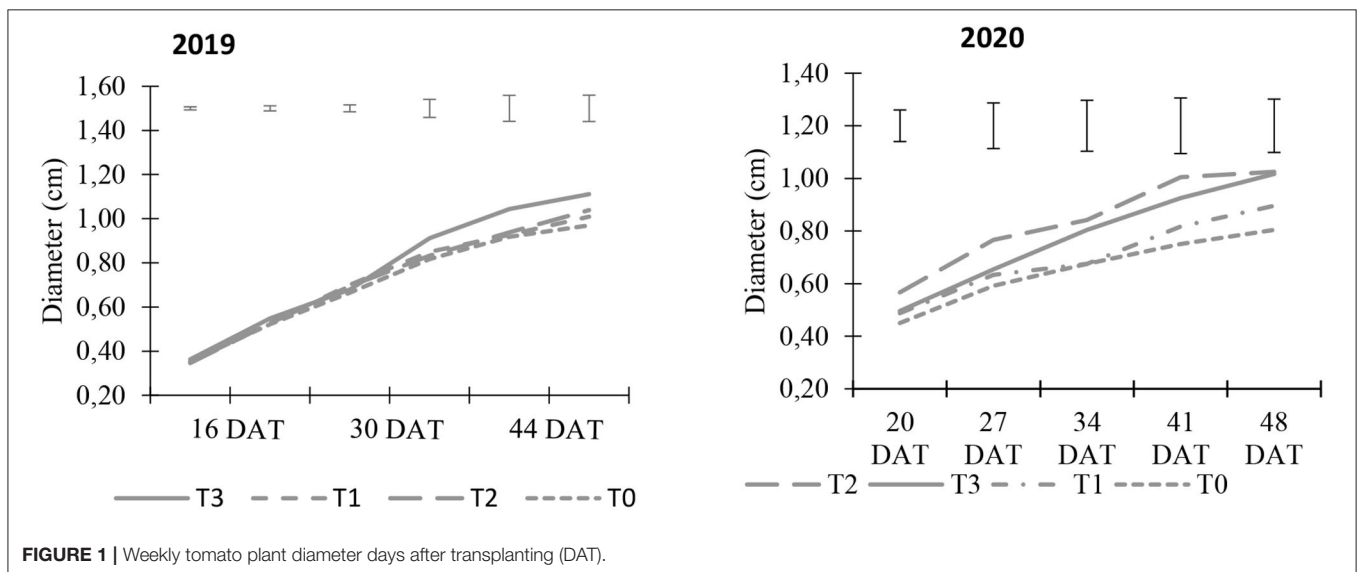 2019
1,60
1,40
1,20
1,00
0,80
0,60
0,40
0,20
Diameter (cm)
16 DAT 30 DAT 44 DAT
T3 T1 T2 T0
2020
1,40
1,20
1,00
0,80
0,60
0,40
0,20
Diameter (cm)
20 27 34 41 48
DAT DAT DAT DAT DAT
T2 T3 T1 T0
FIGURE 1 | Weekly tomato plant diameter days after transplanting (DAT).